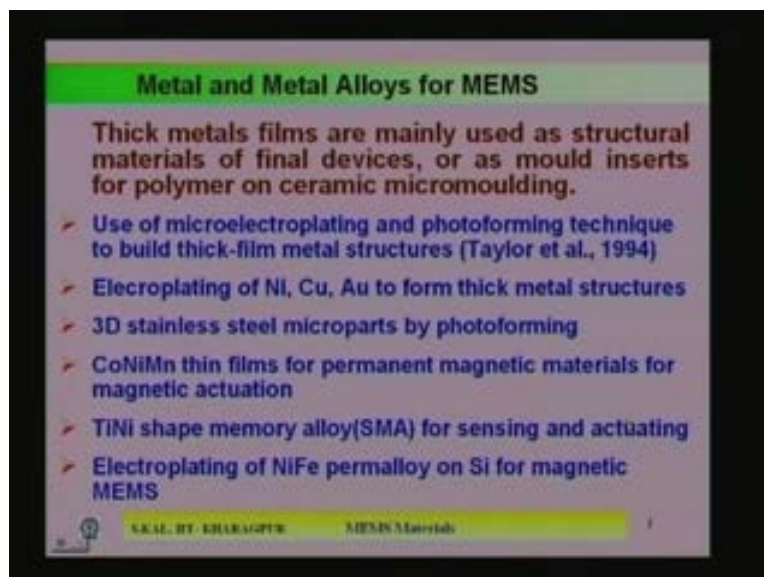 Metal and Metal Alloys for MEMS
Thick metals films are mainly used as structural
materials of final devices, or as mould inserts
for polymer on ceramic micromoulding.
Use of microelectroplating and photoforming technique
to build thick-film metal structures (Taylor et al., 1994)
Elecroplating of Ni, Cu, Au to form thick metal structures
3D stainless steel microparts by photoforming
CoNiMn thin films for permanent magnetic materials for
magnetic actuation
TiNi shape memory alloy(SMA) for sensing and actuating
Electroplating of NiFe permalloy on Si for magnetic
MEMS
S.K.LAL, IIT- KHARAGPUR MEMS Materials